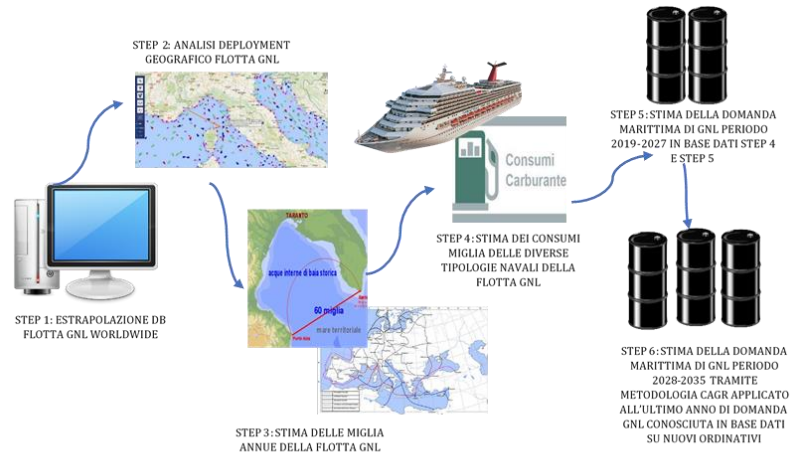 STEP 1: ESTRAPOLAZIONE DB
FLOTTA GNL WORLDWIDE
STEP 2: ANALISI DEPLOYMENT
GEOGRAFICO FLOTTA GNL
TARANTO
acque interne di baia storica
60 miglia
mare territoriale
STEP 3: STIMA DELLE MIGLIA
ANNUE DELLA FLOTTA GNL
Consumi
Carburante
STEP 4: STIMA DEI CONSUMI
MIGLIA DELLE DIVERSE
TIPOLOGIE NAVALI DELLA
FLOTTA GNL
STEP 5: STIMA DELLA DOMANDA
MARITTIMA DI GNL PERIODO
2019-2027 IN BASE DATI STEP 4
E STEP 5
STEP 6: STIMA DELLA DOMANDA
MARITTIMA DI GNL PERIODO
2028-2035 TRAMITE
METODOLOGIA CAGR APPLICATO
ALL'ULTIMO ANNO DI DOMANDA
GNL CONOSCIUTA IN BASE DATI
SU NUOVI ORDINATIVI